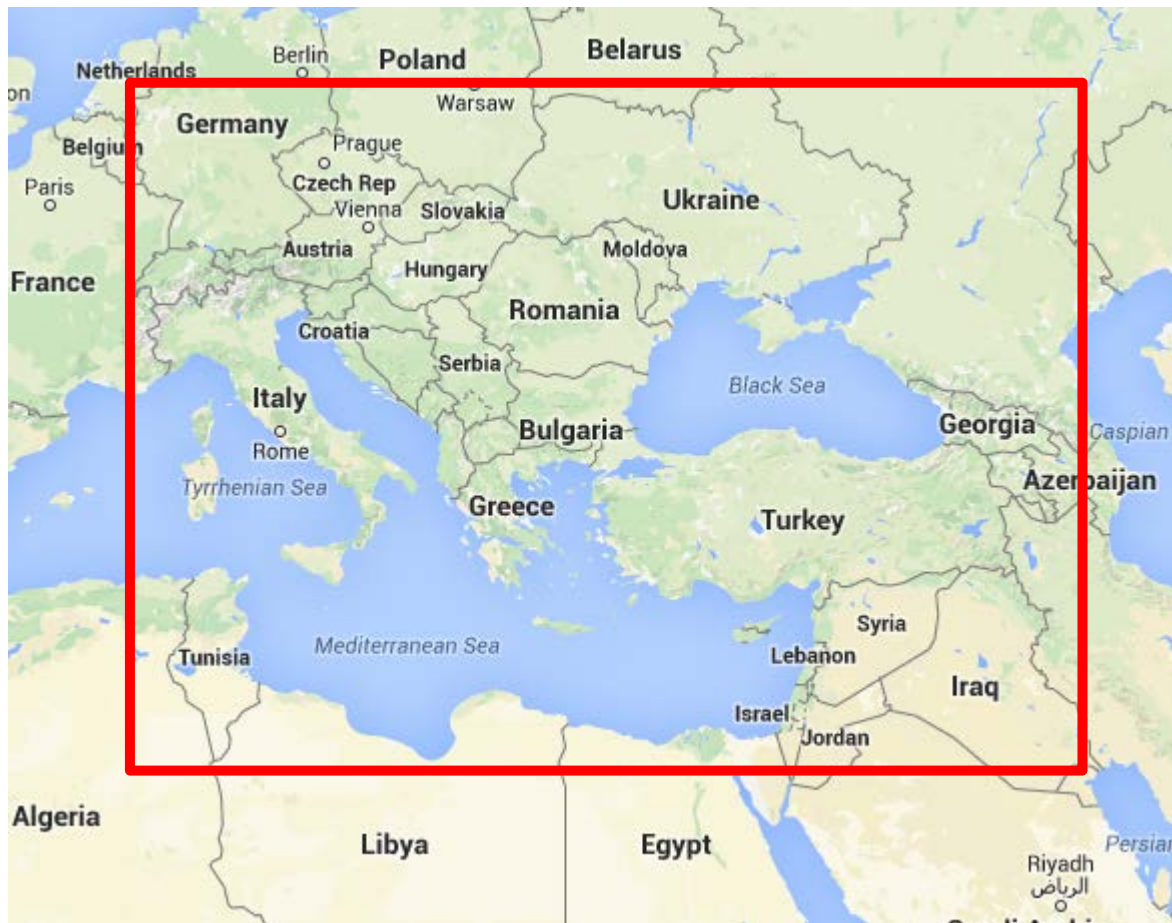 Berlin
Poland
Belarus
Netherlands
on
Warsaw
Germany
Belgium
Prague
Paris
Czech Rep
Ukraine
Vienna
Slovakia
Austria
Moldova
Hungary
France
Romania
Croatia
Serbia
Black Sea
Italy
Georgia
Bulgaria
Caspian
Rome
Azerbaijan
Tyrrhenian Sea
Greece
Turkey
Syria
Mediterranean Sea
Lebanon
Tunisia
Iraq
Israel
Jordan
Algeria
Libya
Egypt
Persian
Riyadh
الرياض
Saudi Arabia